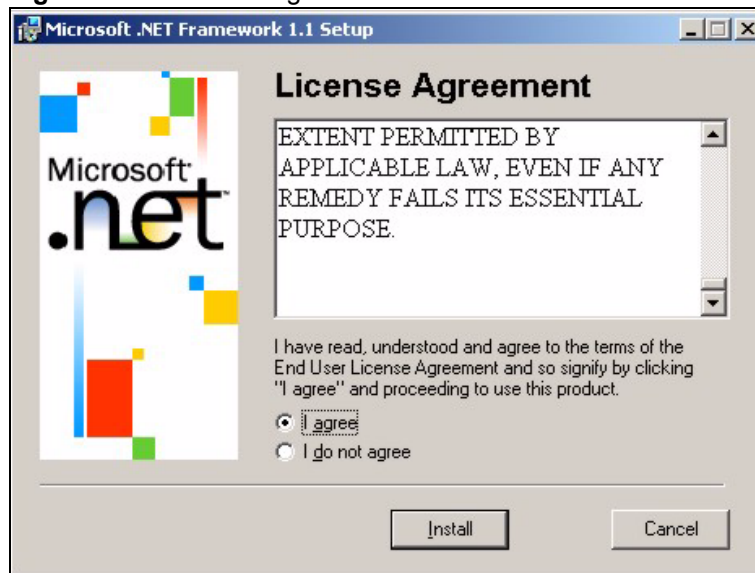 Microsoft .NET Framework 1.1 Setup
License Agreement
EXTENT PERMITTED BY
APPLICABLE LAW, EVEN IF ANY
REMEDY FAILS ITS ESSENTIAL
PURPOSE.
Microsoft
.net
I have read, understood and agree to the terms of the
End User License Agreement and so signify by clicking
"I agree" and proceeding to use this product.
I agree
I do not agree
Install
Cancel